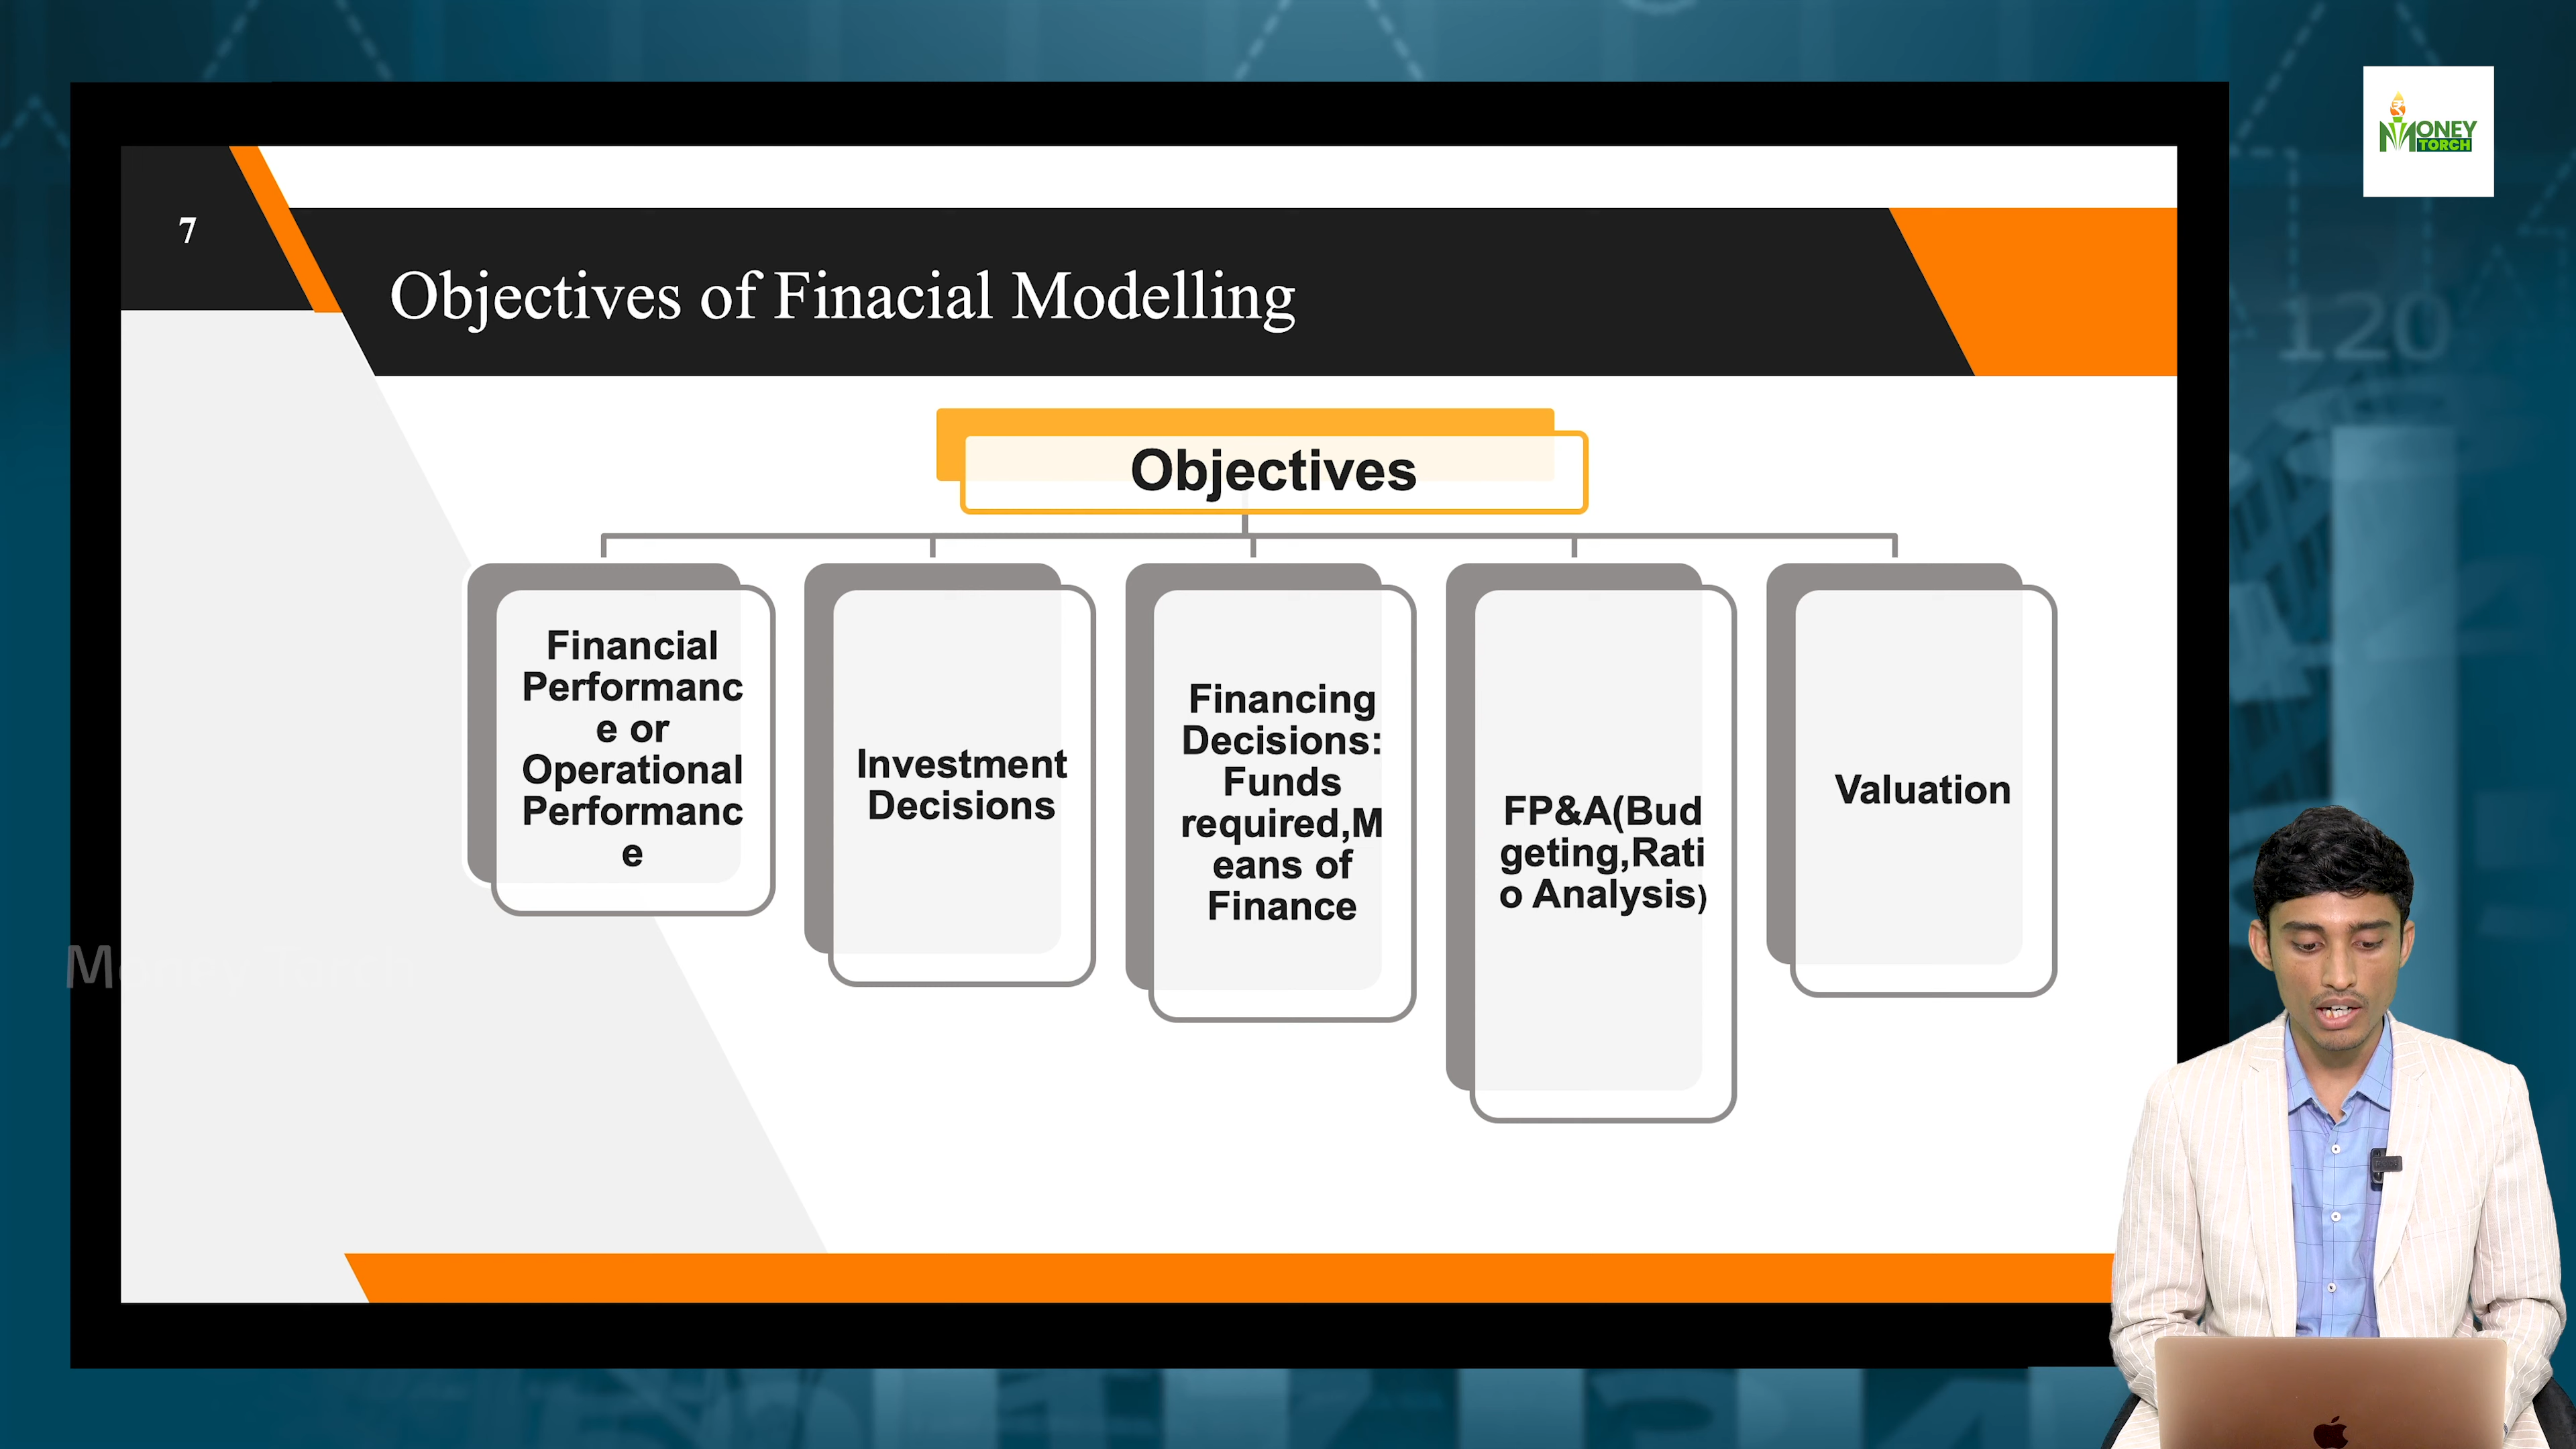 7
Objectives of Finacial Modelling
Objectives
Financial
Performanc
e or
Operational
Performanc
e
Investment
Decisions
Financing
Decisions:
Funds
required,M
eans of
Finance
FP&A(Bud
geting,Rati
o Analysis)
Valuation
MONEY
TORCH
120